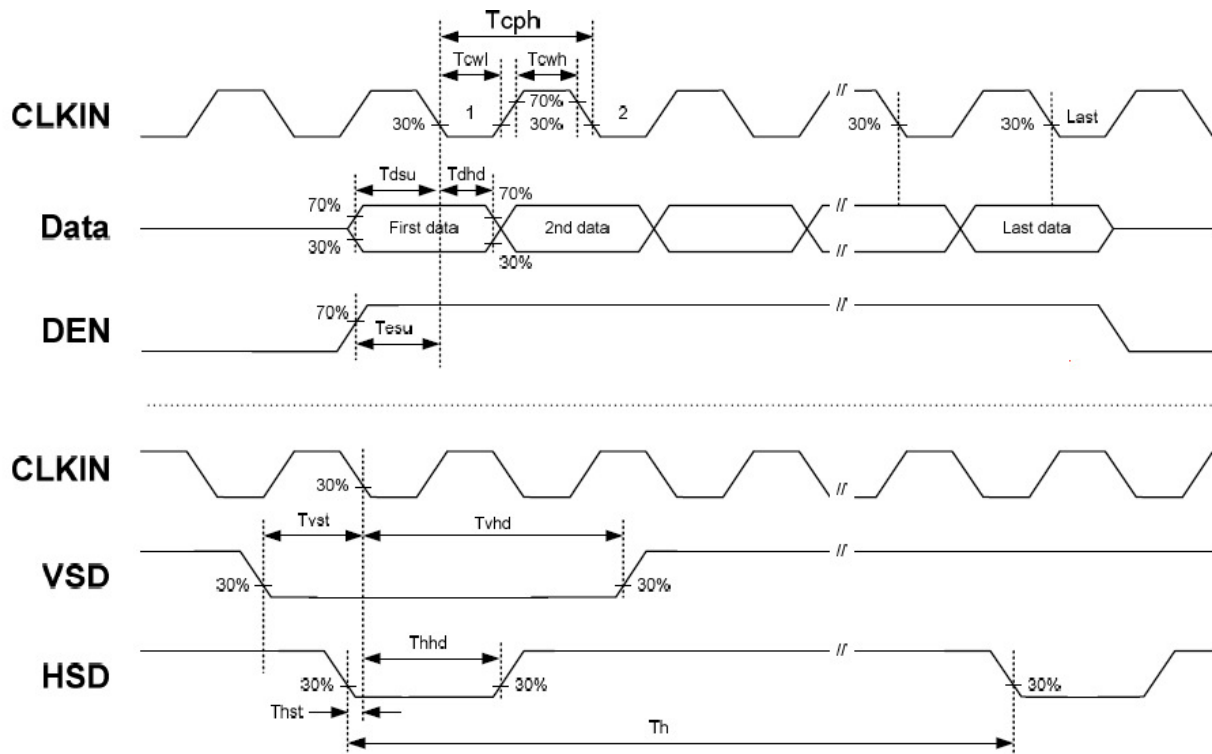 Tcph
Tcwl Tcwh
CLKIN 30% 1 70% 30% 2 // 30% 30% Last
Tdsu Tdhd
70% 70%
Data First data 2nd data // // Last data
30% 30%
DEN 70% //
Tesu
CLKIN 30% //
Tvst Tvhd
VSD 30% 30% //
Thhd
HSD 30% 30% // 30%
Thst
Th